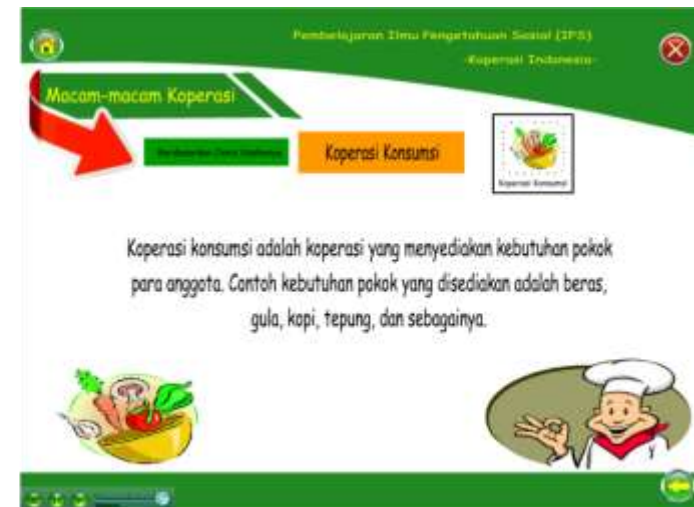 Pembelajaran Ilmu Pengetahuan Sosial (IPS)
-Koperasi Indonesia-
Macam-macam Koperasi
Koperasi Konsumsi
Koperasi Konsumsi
Koperasi konsumsi adalah koperasi yang menyediakan kebutuhan pokok
para anggota. Contoh kebutuhan pokok yang disediakan adalah beras,
gula, kopi, tepung, dan sebagainya.